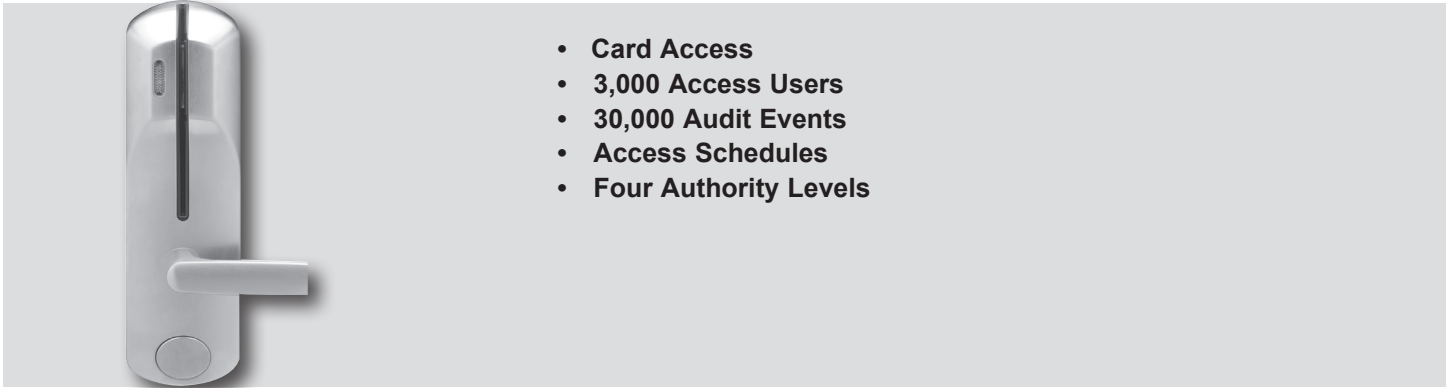 • Card Access
• 3,000 Access Users
• 30,000 Audit Events
• Access Schedules
• Four Authority Levels